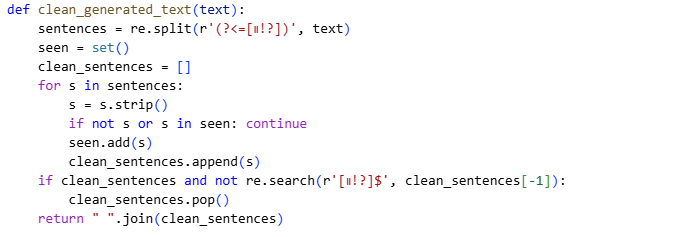 def clean_generated_text(text):
    sentences = re.split(r'(?<=[॥!?])', text)
    seen = set()
    clean_sentences = []
    for s in sentences:
        s = s.strip()
        if not s or s in seen: continue
        seen.add(s)
        clean_sentences.append(s)
    if clean_sentences and not re.search(r'[॥!?]$', clean_sentences[-1]):
        clean_sentences.pop()
    return " ".join(clean_sentences)